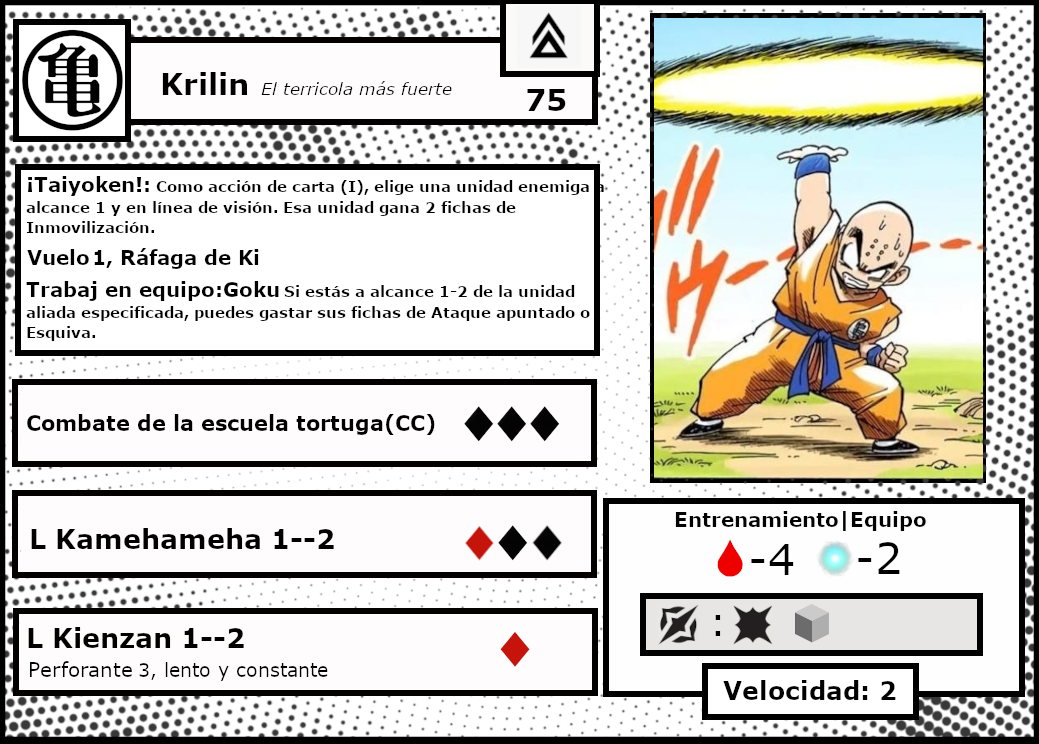 亀
Krilin El terricola más fuerte
75
¡Taiyoken!: Como acción de carta (I), elige una unidad enemiga a
alcance 1 y en línea de visión. Esa unidad gana 2 fichas de
Inmovilización.
Vuelo 1, Ráfaga de Ki
Trabaj en equipo:Goku Si estás a alcance 1-2 de la unidad
aliada especificada, puedes gastar sus fichas de Ataque apuntado o
Esquiva.
Combate de la escuela tortuga(CC)
L Kamehameha 1--2
L Kienzan 1--2
Perforante 3, lento y constante
亀
Entrenamiento|Equipo
-4 -2
:
Velocidad: 2